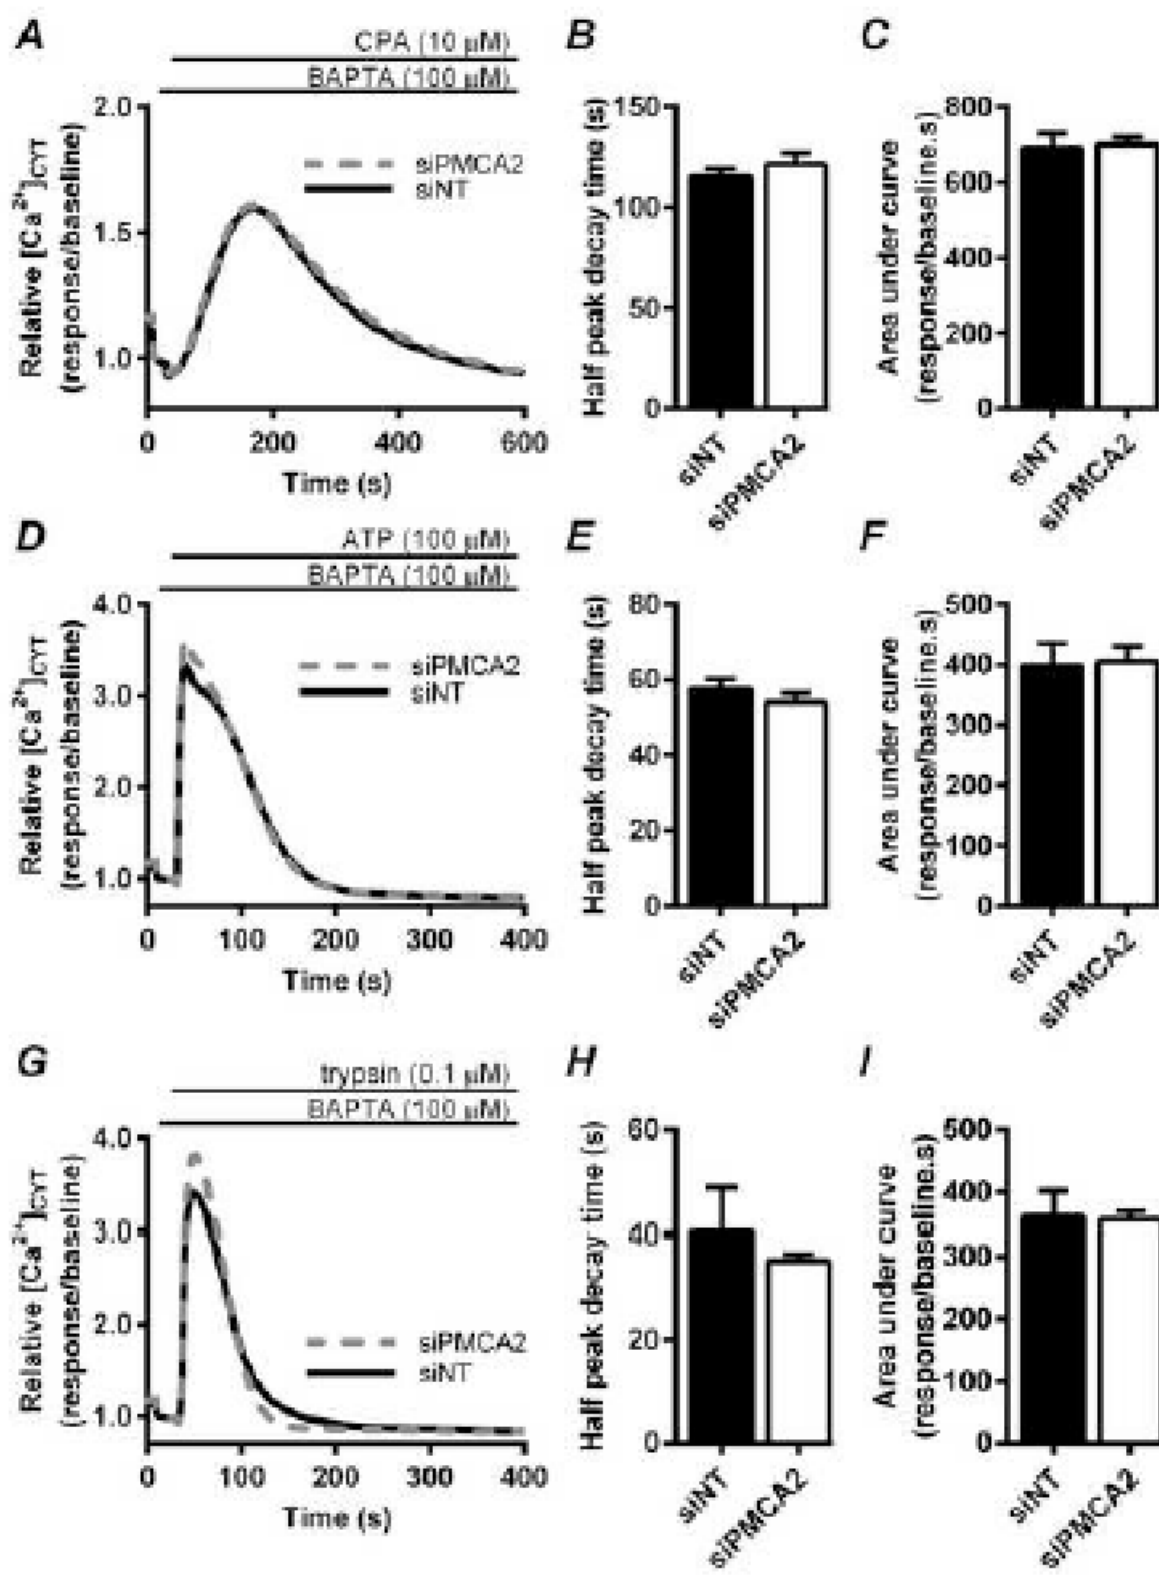 A
CPA (10 µM)
BAPTA (100 µM)
Relative [Ca²⁺]CYT
(response/baseline)
2.0
1.5
1.0
siPMCA2
siNT
0 200 400 600
Time (s)
B
Half peak decay time (s)
150
100
50
0
siNT
siPMCA2
C
Area under curve
(response/baseline.s)
800
600
400
200
0
siNT
siPMCA2
D
ATP (100 µM)
BAPTA (100 µM)
Relative [Ca²⁺]CYT
(response/baseline)
4.0
3.0
2.0
1.0
siPMCA2
siNT
0 100 200 300 400
Time (s)
E
Half peak decay time (s)
80
60
40
20
0
siNT
siPMCA2
F
Area under curve
(response/baseline.s)
500
400
300
200
100
0
siNT
siPMCA2
G
trypsin (0.1 µM)
BAPTA (100 µM)
Relative [Ca²⁺]CYT
(response/baseline)
4.0
3.0
2.0
1.0
siPMCA2
siNT
0 100 200 300 400
Time (s)
H
Half peak decay time (s)
60
40
20
0
siNT
siPMCA2
I
Area under curve
(response/baseline.s)
500
400
300
200
100
0
siNT
siPMCA2